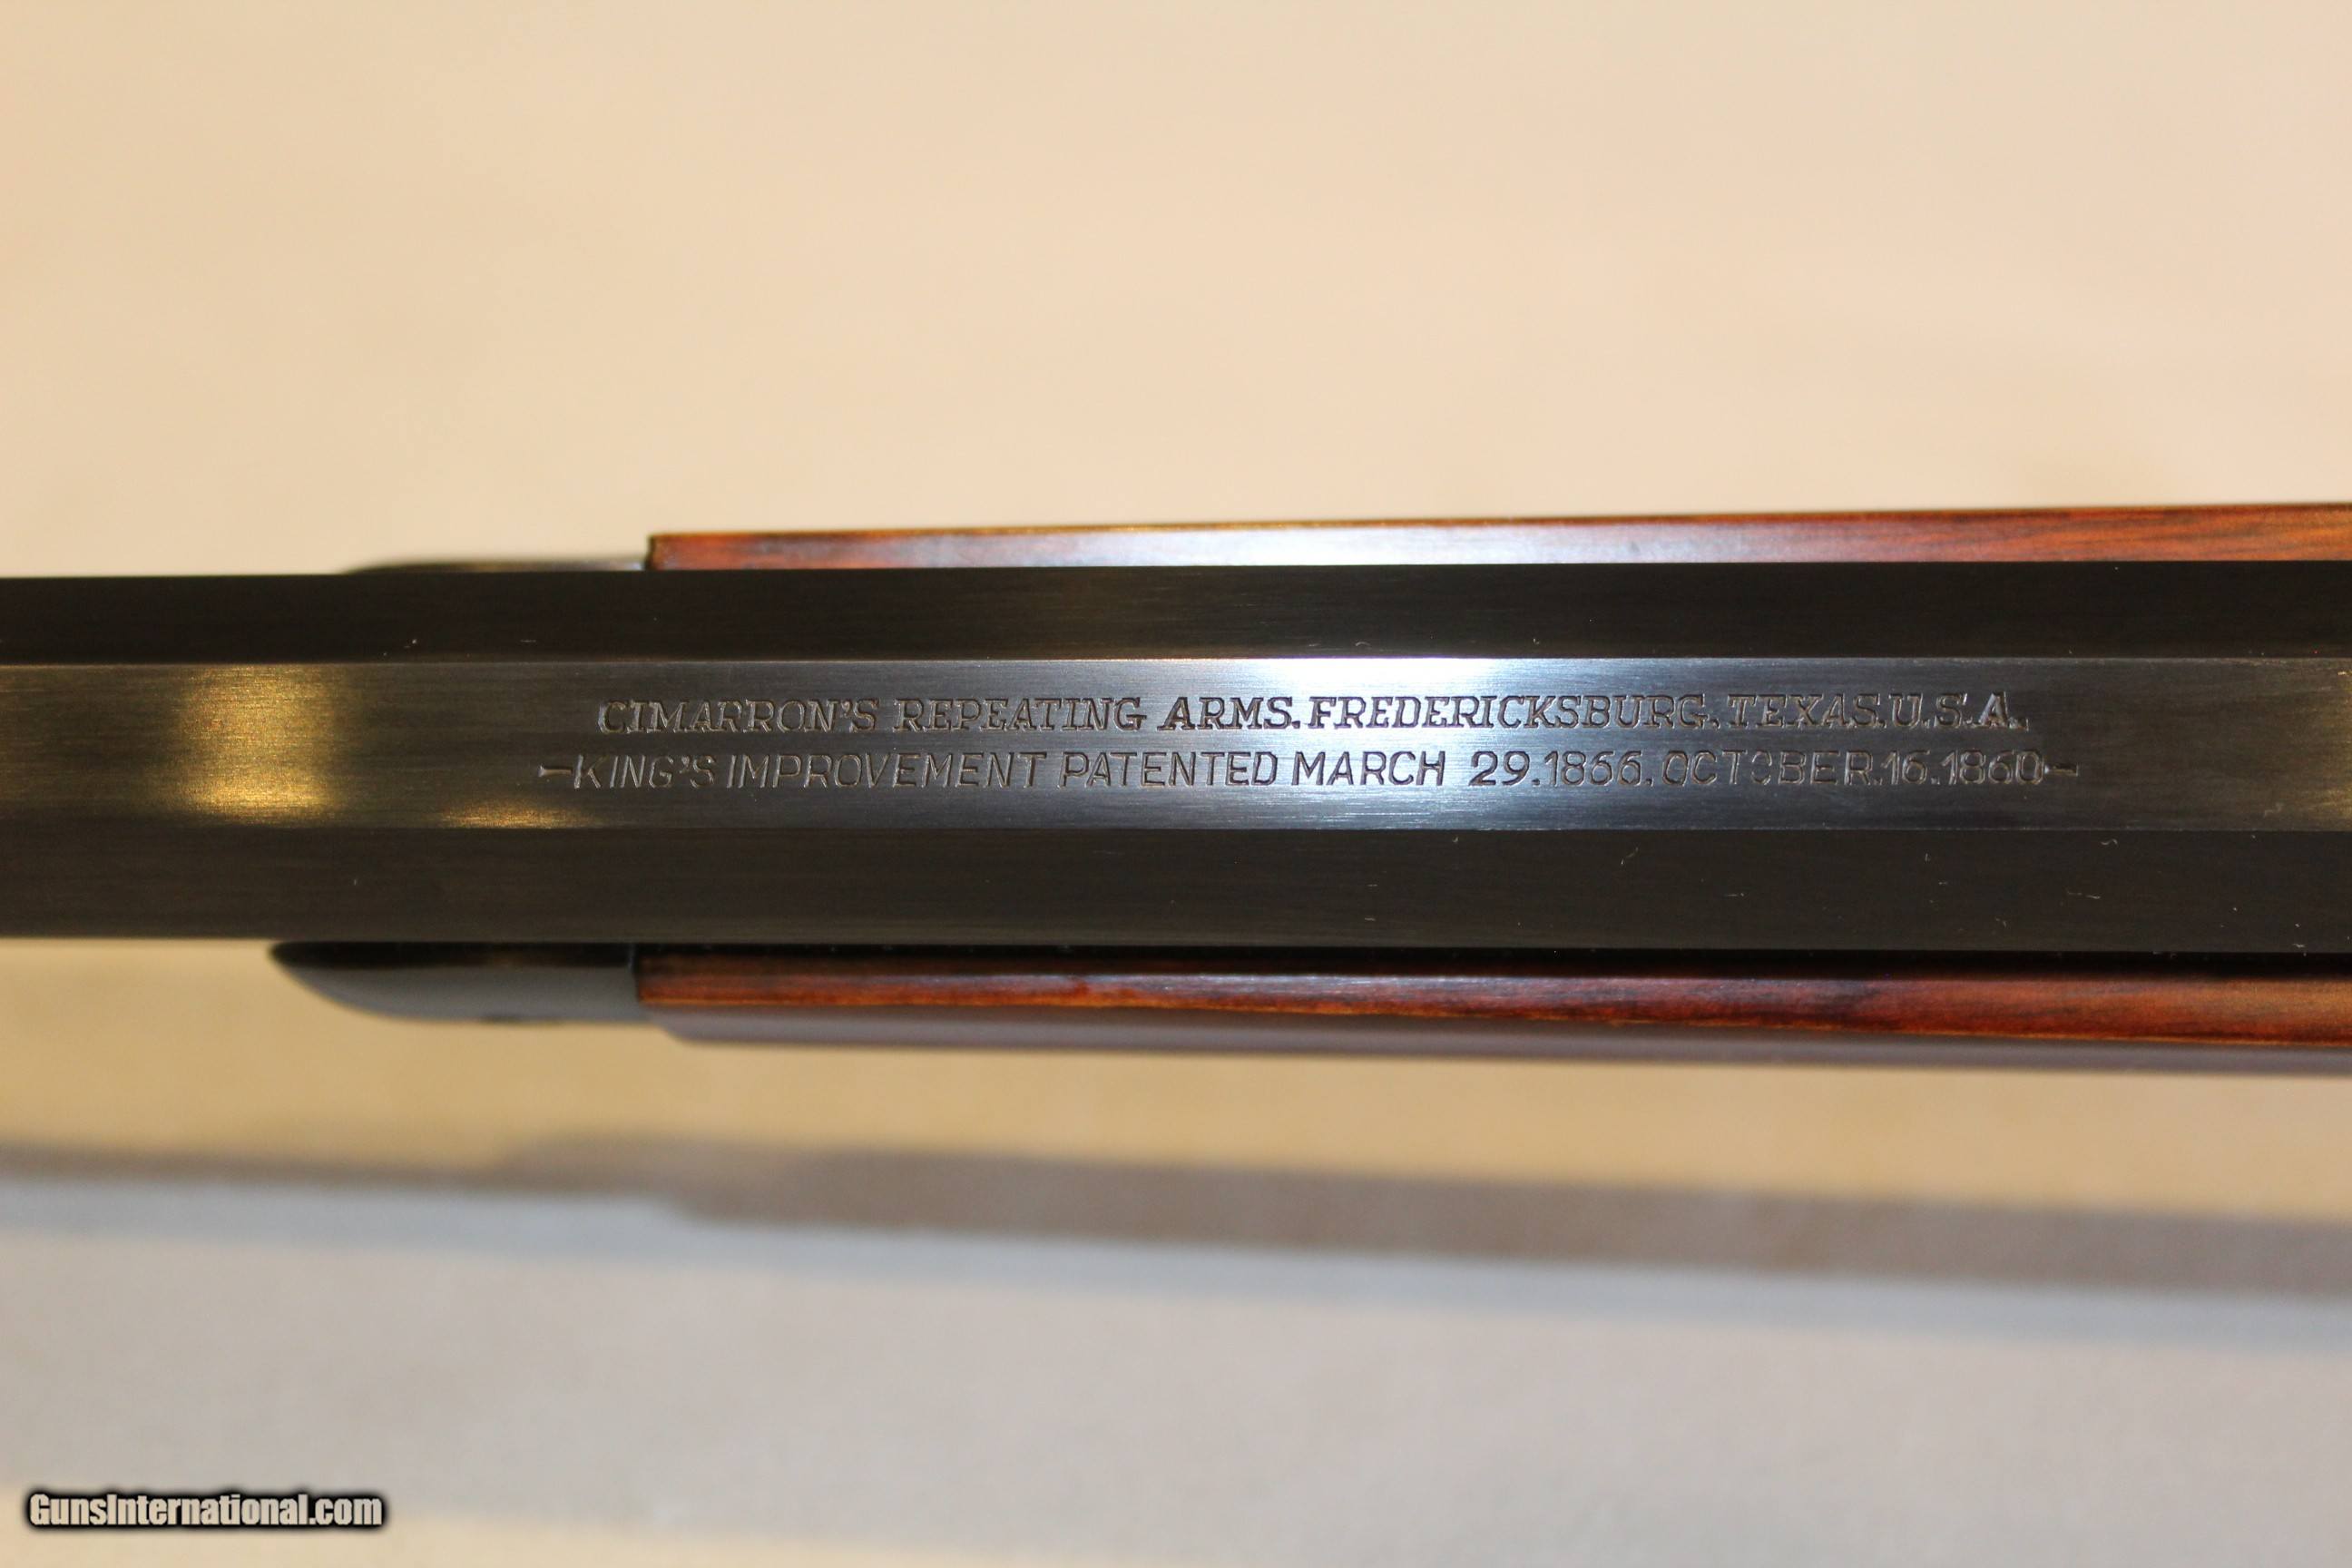 CIMARRON'S REPEATING ARMS. FREDERICKSBURG. TEXAS. U.S.A.
-KING'S IMPROVEMENT PATENTED MARCH 29.1866. OCTOBER.16.1860-
GunsInternational.com